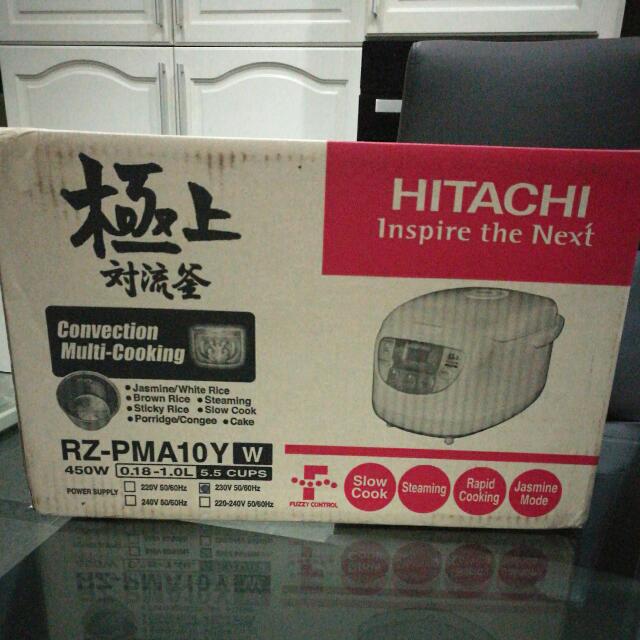 極上
対流釜
HITACHI
Inspire the Next
Convection
Multi-Cooking
• Jasmine/White Rice
• Brown Rice • Steaming
• Sticky Rice • Slow Cook
• Porridge/Congee • Cake
RZ-PMA10Y W
450W 0.18-1.0L 5.5 CUPS
POWER SUPPLY
220V 50/60Hz 230V 50/60Hz
240V 50/60Hz 220-240V 50/60Hz
FUZZY CONTROL
Slow
Cook
Steaming
Rapid
Cooking
Jasmine
Mode